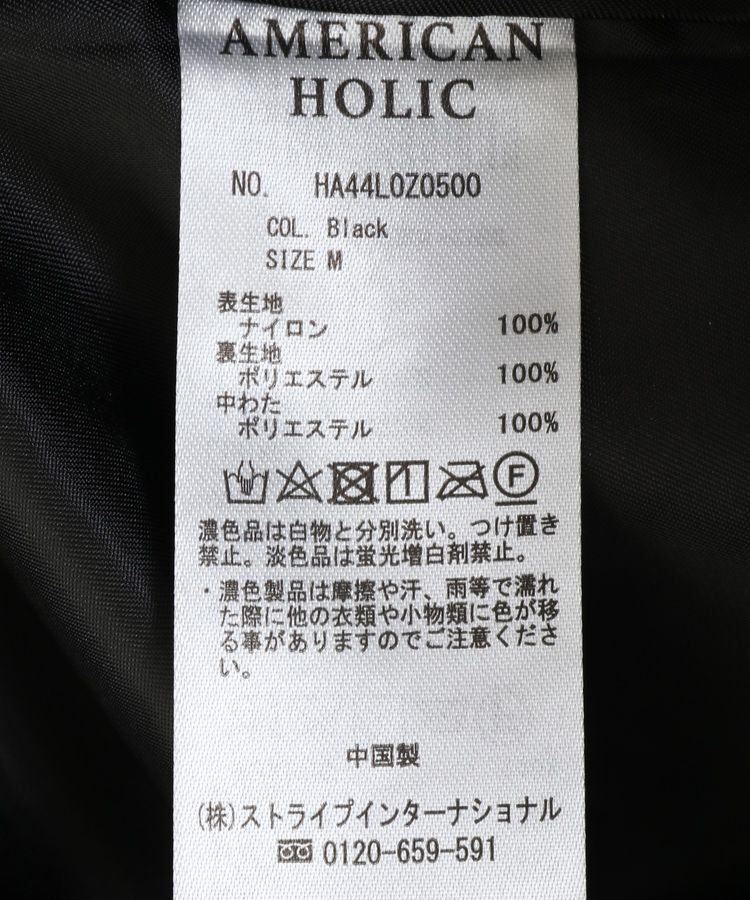 AMERICAN
HOLIC
NO. HA44L0Z0500
COL. Black
SIZE M
表生地
ナイロン 100%
裏生地
ポリエステル 100%
中わた
ポリエステル 100%
F
濃色品は白物と分別洗い。つけ置き
禁止。淡色品は蛍光増白剤禁止。
・濃色製品は摩擦や汗、雨等で濡れ
た際に他の衣類や小物類に色が移
る事がありますのでご注意くださ
い。
中国製
(株)ストライプインターナショナル
0120-659-591